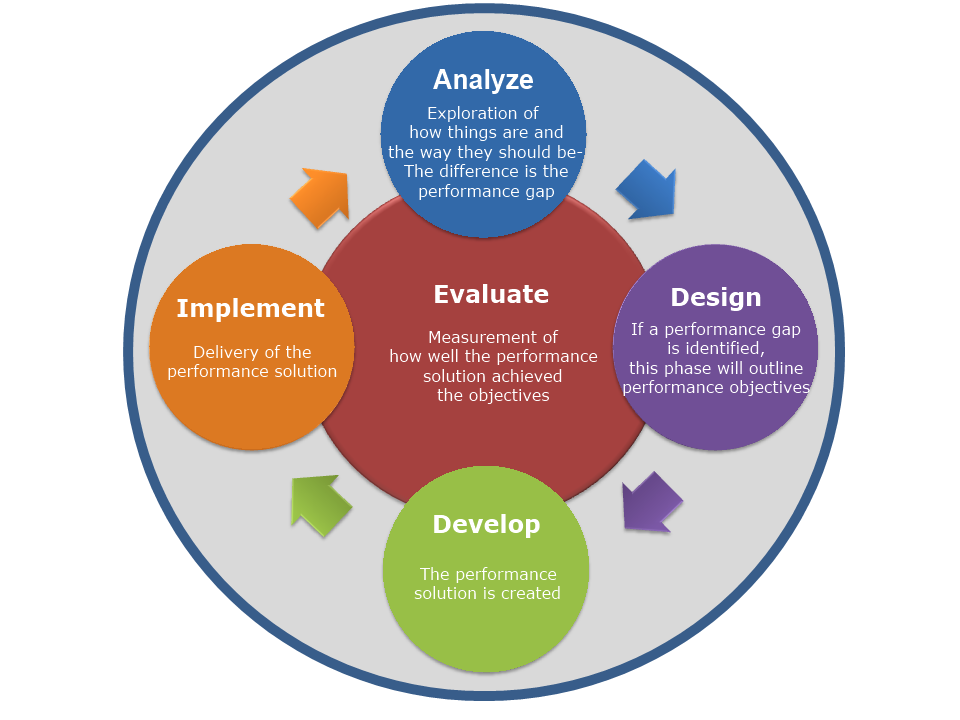 Analyze
Exploration of
how things are and
the way they should be-
The difference is the
performance gap
Implement
Delivery of the
performance solution
Evaluate
Measurement of
how well the performance
solution achieved
the objectives
Design
If a performance gap
is identified,
this phase will outline
performance objectives
Develop
The performance
solution is created